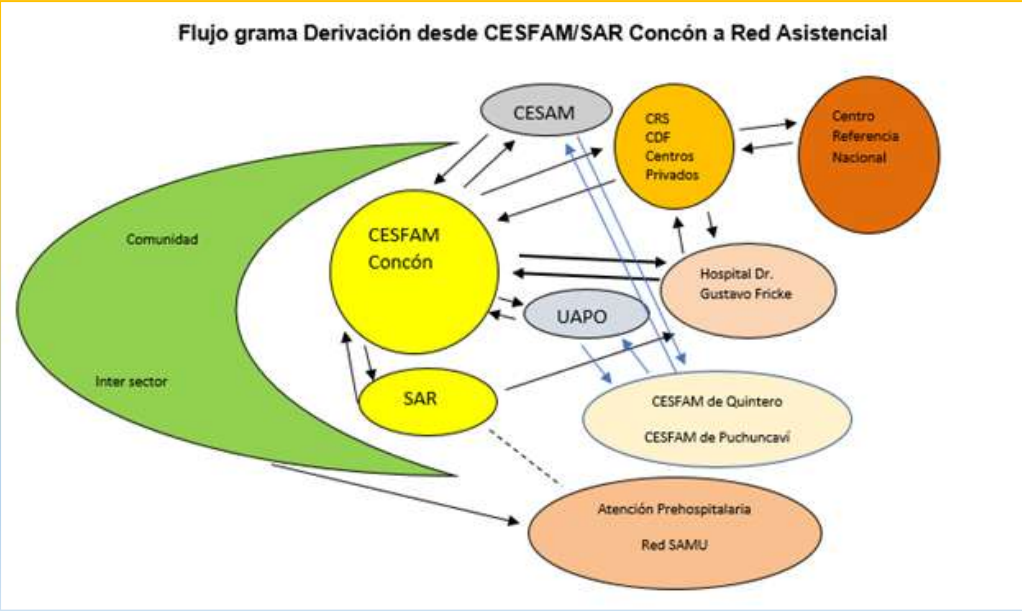 Flujo grama Derivación desde CESFAM/SAR Concón a Red Asistencial
CESAM
CRS
CDF
Centros
Privados
Centro
Referencia
Nacional
Comunidad
CESFAM
Concón
Hospital Dr.
Gustavo Fricke
UAPO
Inter sector
SAR
CESFAM de Quintero
CESFAM de Puchuncaví
Atención Prehospitalaria
Red SAMU